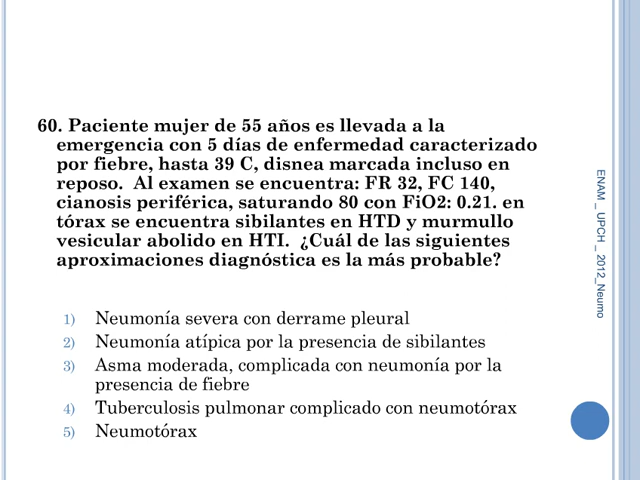 60. Paciente mujer de 55 años es llevada a la
emergencia con 5 días de enfermedad caracterizado
por fiebre, hasta 39 C, disnea marcada incluso en
reposo. Al examen se encuentra: FR 32, FC 140,
cianosis periférica, saturando 80 con FiO2: 0.21. en
tórax se encuentra sibilantes en HTD y murmullo
vesicular abolido en HTI. ¿Cuál de las siguientes
aproximaciones diagnóstica es la más probable?
1) Neumonía severa con derrame pleural
2) Neumonía atípica por la presencia de sibilantes
3) Asma moderada, complicada con neumonía por la
presencia de fiebre
4) Tuberculosis pulmonar complicado con neumotórax
5) Neumotórax
ENAM _ UPCH _ 2012_Neumo